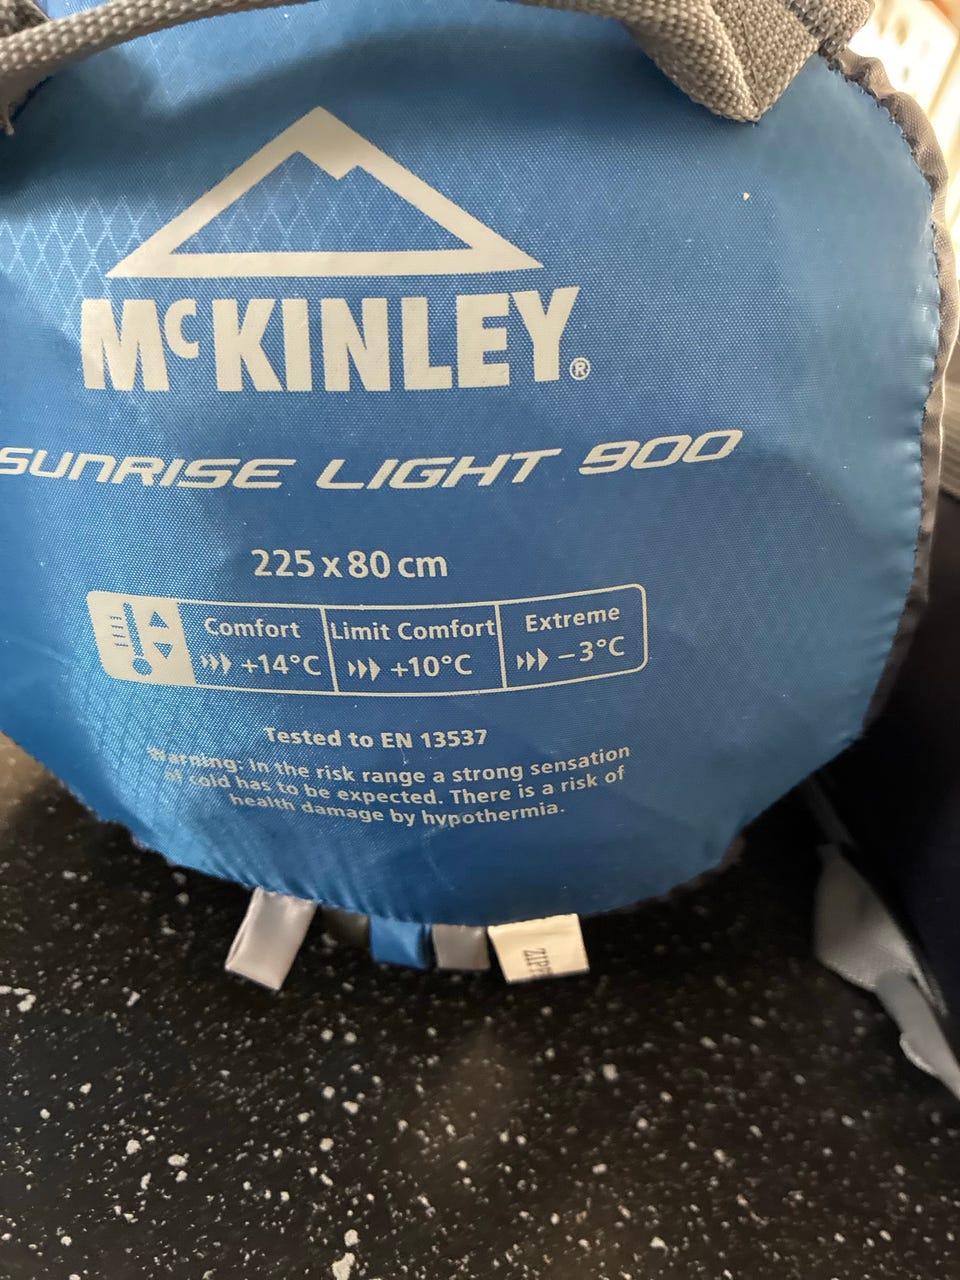 McKINLEY®
SUNRISE LIGHT 900
225 x 80 cm
Comfort Limit Comfort Extreme
+14°C +10°C −3°C
Tested to EN 13537
Warning: In the risk range a strong sensation
of cold has to be expected. There is a risk of
health damage by hypothermia.